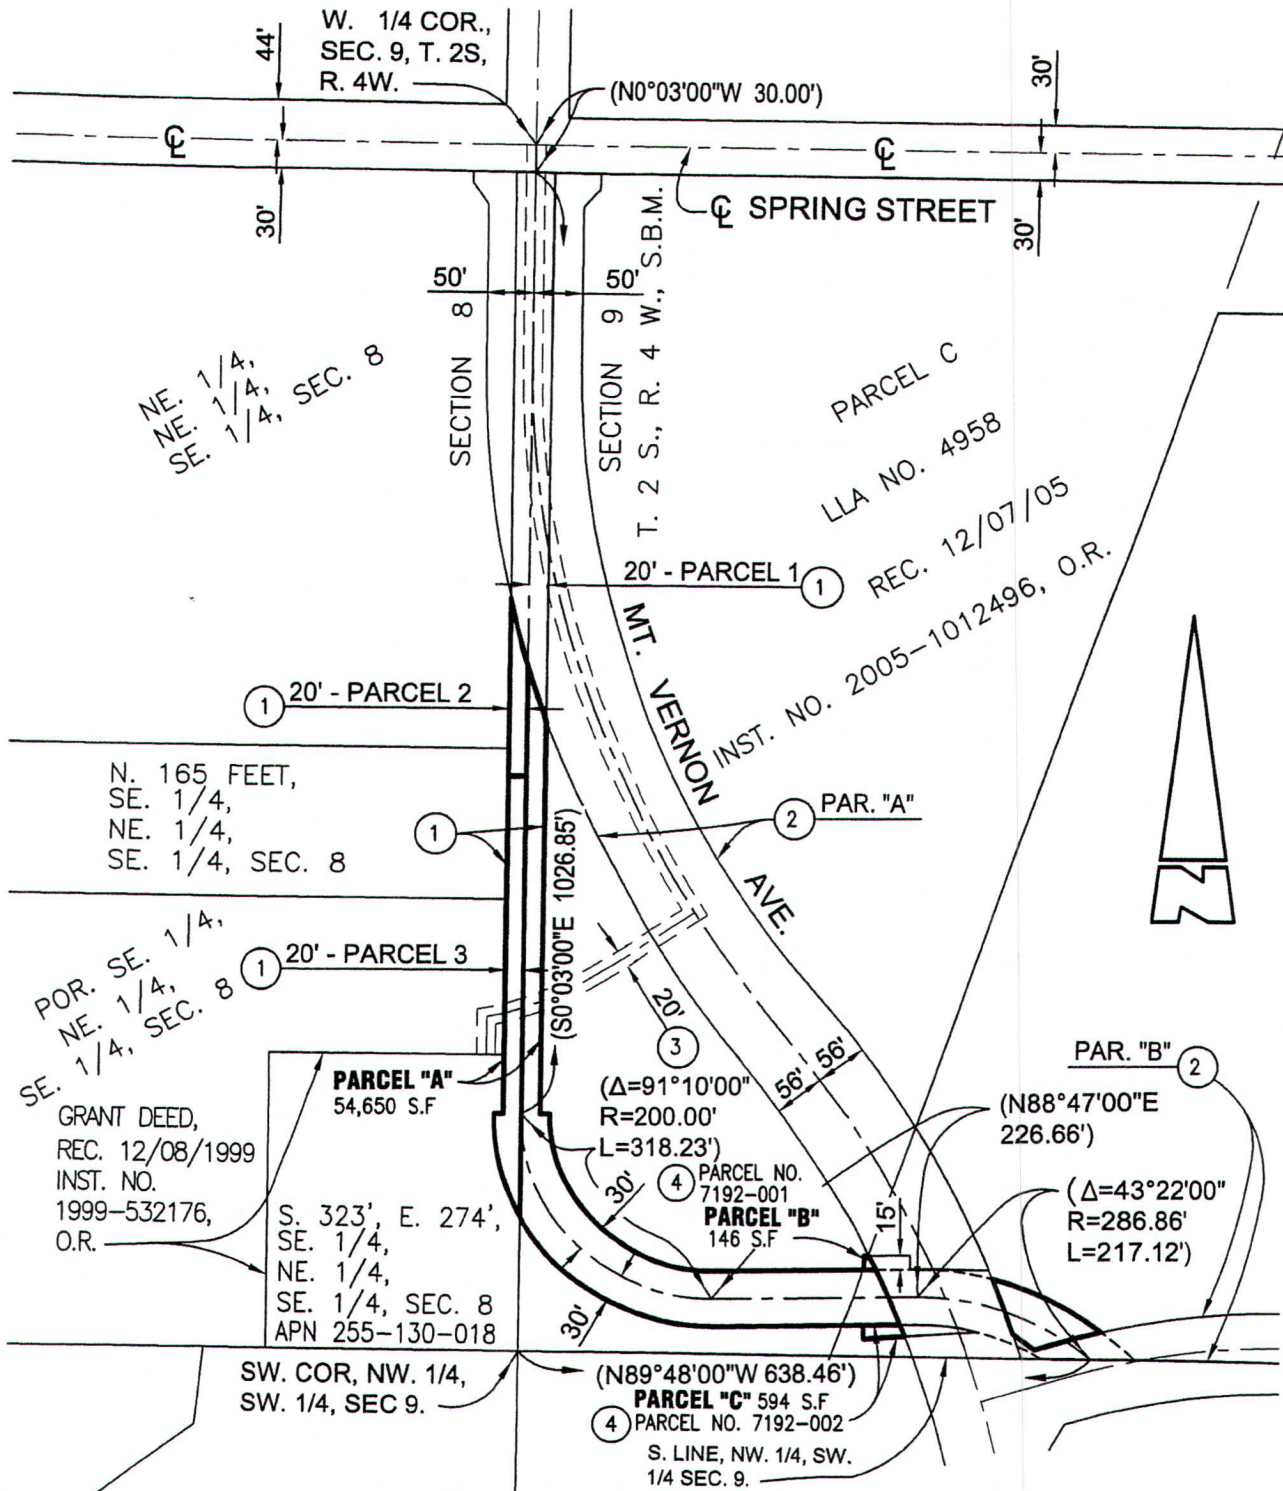 W. 1/4 COR.,
SEC. 9, T. 2S,
R. 4W.
44'
(N0°03'00"W 30.00')
30'
℄
℄
30'
℄ SPRING STREET
30'
50'
50'
SECTION 8
SECTION 9
T. 2 S., R. 4 W., S.B.M.
NE. 1/4,
NE. 1/4,
SE. 1/4, SEC. 8
PARCEL C
LLA NO. 4958
REC. 12/07/05
INST. NO. 2005-1012496, O.R.
20' - PARCEL 1
1
MT. VERNON AVE.
1
20' - PARCEL 2
N. 165 FEET,
SE. 1/4,
NE. 1/4,
SE. 1/4, SEC. 8
1
2
PAR. "A"
(S0°03'00"E 1026.85')
POR. SE. 1/4,
NE. 1/4,
SE. 1/4, SEC. 8
1
20' - PARCEL 3
20'
3
N
56'
56'
PAR. "B"
2
PARCEL "A"
54,650 S.F
(Δ=91°10'00"
R=200.00'
L=318.23')
(N88°47'00"E
226.66')
GRANT DEED,
REC. 12/08/1999
INST. NO.
1999-532176,
O.R.
4
PARCEL NO.
7192-001
PARCEL "B"
146 S.F
15'
(Δ=43°22'00"
R=286.86'
L=217.12')
30'
S. 323', E. 274',
SE. 1/4,
NE. 1/4,
SE. 1/4, SEC. 8
APN 255-130-018
30'
SW. COR, NW. 1/4,
SW. 1/4, SEC 9.
(N89°48'00"W 638.46')
PARCEL "C" 594 S.F
4
PARCEL NO. 7192-002
S. LINE, NW. 1/4, SW.
1/4 SEC. 9.